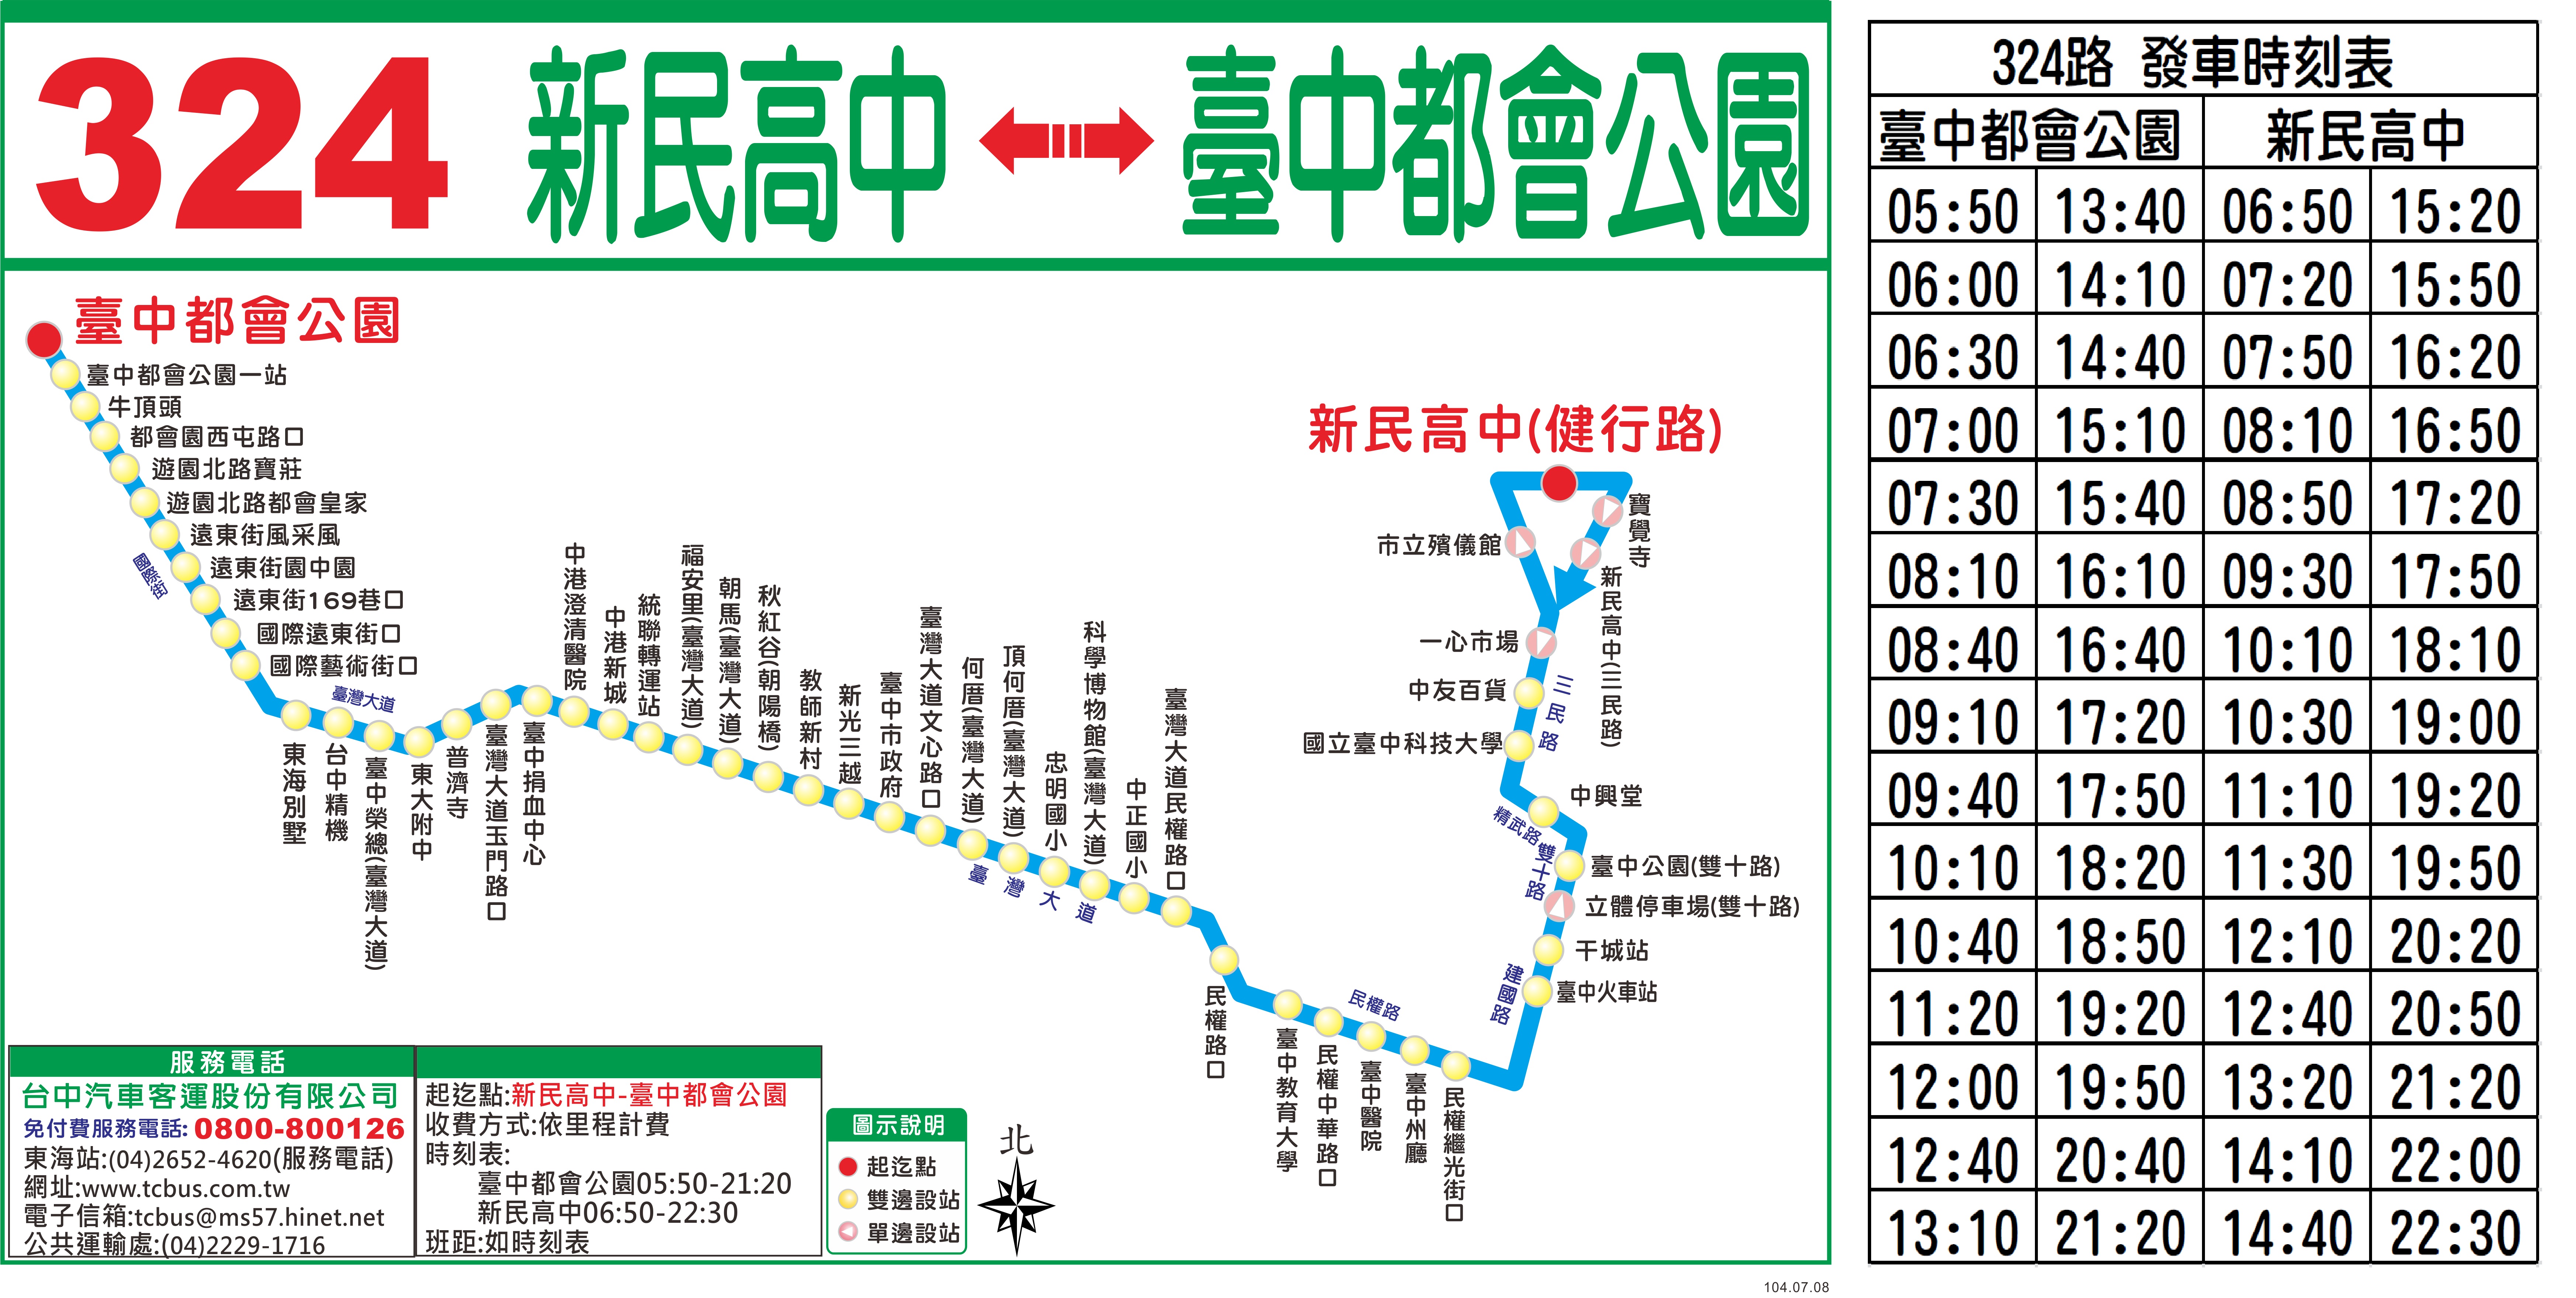 324 新民高中 臺中都會公園
臺中都會公園
臺中都會公園一站
牛頂頭
都會園西屯路口
遊園北路寶莊
遊園北路都會皇家
遠東街風采風
遠東街園中園
遠東街169巷口
國際遠東街口
國際藝術街口
國際街
臺灣大道
東海別墅
台中精機
臺中榮總(臺灣大道)
東大附中
普濟寺
臺灣大道玉門路口
臺中捐血中心
中港澄清醫院
中港新城
統聯轉運站
福安里(臺灣大道)
朝馬(臺灣大道)
秋紅谷(朝陽橋)
教師新村
新光三越
臺中市政府
臺灣大道文心路口
何厝(臺灣大道)
頂何厝(臺灣大道)
忠明國小
科學博物館(臺灣大道)
中正國小
臺灣大道民權路口
臺灣大道
民權路口
臺中教育大學
民權中華路口
臺中醫院
臺中州廳
民權繼光街口
民權路
建國路
臺中火車站
干城站
立體停車場(雙十路)
臺中公園(雙十路)
雙十路
精武路
中興堂
國立臺中科技大學
中友百貨
三民路
一心市場
市立殯儀館
新民高中(三民路)
寶覺寺
新民高中(健行路)
服務電話
台中汽車客運股份有限公司
免付費服務電話: 0800-800126
東海站:(04)2652-4620(服務電話)
網址:www.tcbus.com.tw
電子信箱:tcbus@ms57.hinet.net
公共運輸處:(04)2229-1716
起迄點:新民高中-臺中都會公園
收費方式:依里程計費
時刻表:
臺中都會公園05:50-21:20
新民高中06:50-22:30
班距:如時刻表
圖示說明
起迄點
雙邊設站
單邊設站
北
104.07.08
324路 發車時刻表
臺中都會公園 新民高中
05:50 13:40 06:50 15:20
06:00 14:10 07:20 15:50
06:30 14:40 07:50 16:20
07:00 15:10 08:10 16:50
07:30 15:40 08:50 17:20
08:10 16:10 09:30 17:50
08:40 16:40 10:10 18:10
09:10 17:20 10:30 19:00
09:40 17:50 11:10 19:20
10:10 18:20 11:30 19:50
10:40 18:50 12:10 20:20
11:20 19:20 12:40 20:50
12:00 19:50 13:20 21:20
12:40 20:40 14:10 22:00
13:10 21:20 14:40 22:30